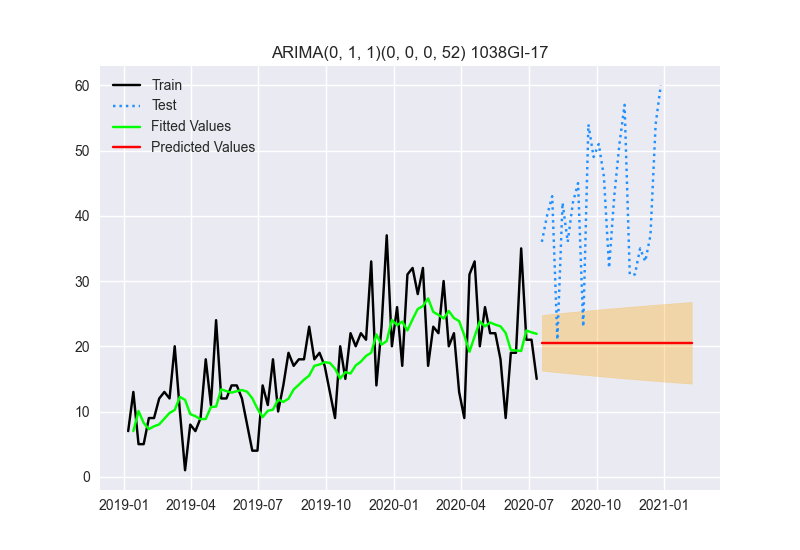 ARIMA(0, 1, 1)(0, 0, 0, 52) 1038GI-17
Train
Test
Fitted Values
Predicted Values
60
50
40
30
20
10
0
2019-01 2019-04 2019-07 2019-10 2020-01 2020-04 2020-07 2020-10 2021-01